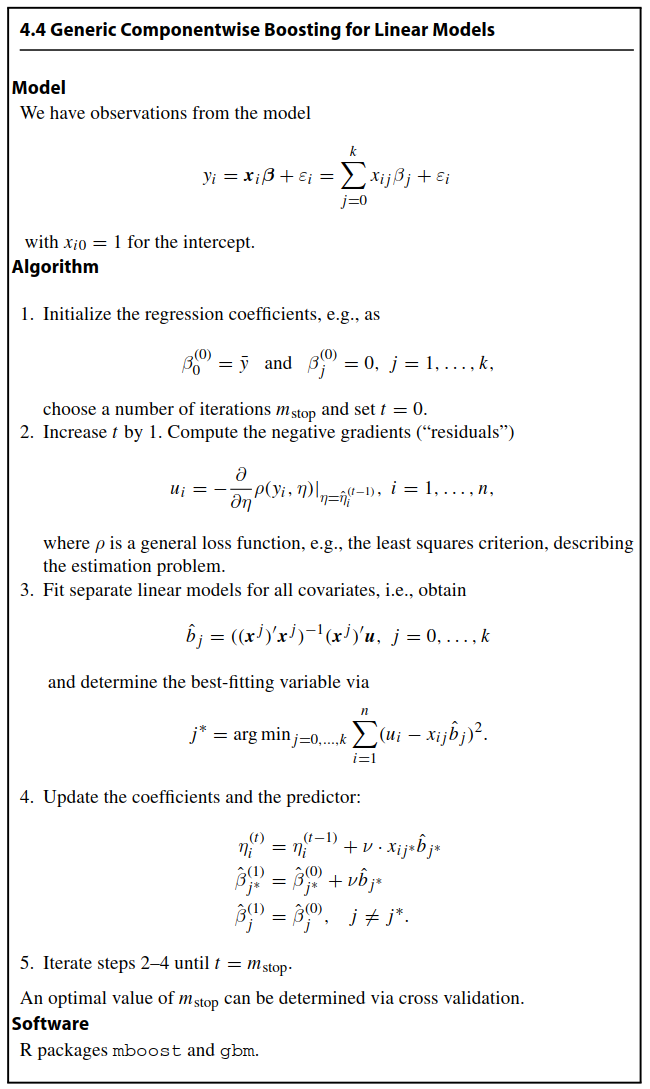 4.4 Generic Componentwise Boosting for Linear Models
Model
We have observations from the model
$$y_i = \boldsymbol{x}_i\boldsymbol{\beta} + \varepsilon_i = \sum_{j=0}^{k} x_{ij}\beta_j + \varepsilon_i$$
with $x_{i0} = 1$ for the intercept.
Algorithm
1. Initialize the regression coefficients, e.g., as
$$\beta_0^{(0)} = \bar{y} \quad \text{and} \quad \beta_j^{(0)} = 0, \; j = 1, \ldots, k,$$
choose a number of iterations $m_{\text{stop}}$ and set $t = 0$.
2. Increase $t$ by 1. Compute the negative gradients (“residuals”)
$$u_i = -\frac{\partial}{\partial\eta}\rho(y_i, \eta)|_{\eta=\hat{\eta}_i^{(t-1)}}, \; i = 1, \ldots, n,$$
where $\rho$ is a general loss function, e.g., the least squares criterion, describing
the estimation problem.
3. Fit separate linear models for all covariates, i.e., obtain
$$\hat{b}_j = ((\boldsymbol{x}^j)'\boldsymbol{x}^j)^{-1}(\boldsymbol{x}^j)'\boldsymbol{u}, \; j = 0, \ldots, k$$
and determine the best-fitting variable via
$$j^* = \arg\min_{j=0,\ldots,k} \sum_{i=1}^{n} (u_i - x_{ij}\hat{b}_j)^2.$$
4. Update the coefficients and the predictor:
$$\eta_i^{(t)} = \eta_i^{(t-1)} + \nu \cdot x_{ij^*}\hat{b}_{j^*}$$
$$\hat{\beta}_{j^*}^{(1)} = \hat{\beta}_{j^*}^{(0)} + \nu\hat{b}_{j^*}$$
$$\hat{\beta}_j^{(1)} = \hat{\beta}_j^{(0)}, \quad j \neq j^*.$$
5. Iterate steps 2–4 until $t = m_{\text{stop}}$.
An optimal value of $m_{\text{stop}}$ can be determined via cross validation.
Software
R packages mboost and gbm.